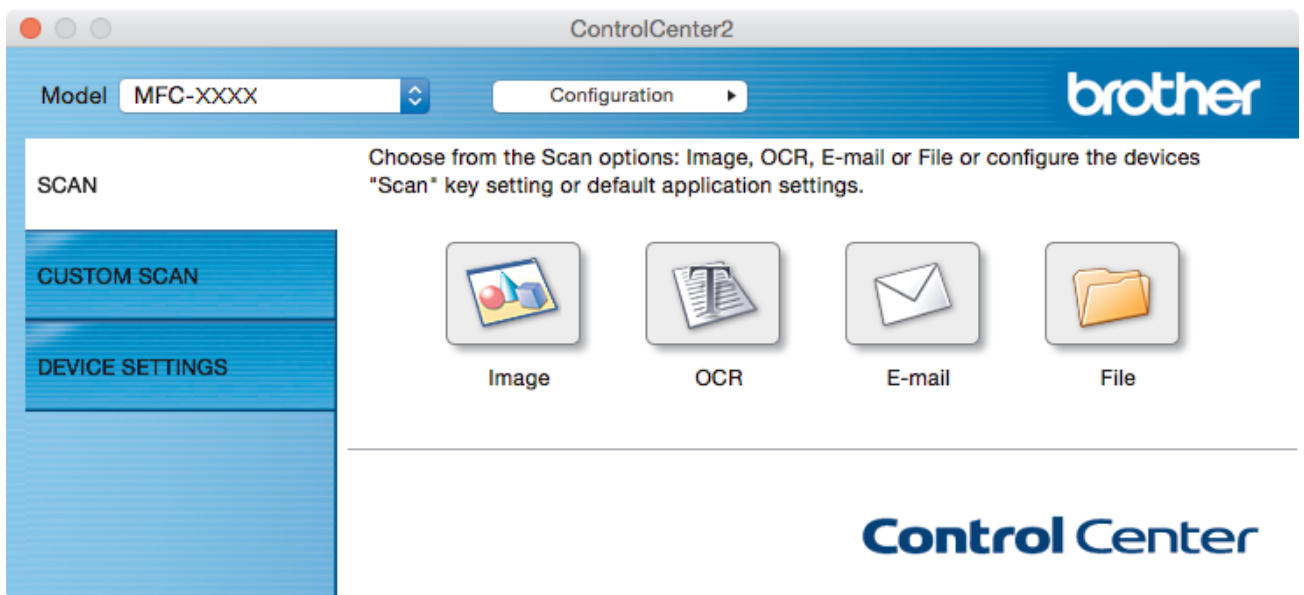 ControlCenter2
Model MFC-XXXX Configuration brother
SCAN
Choose from the Scan options: Image, OCR, E-mail or File or configure the devices
"Scan" key setting or default application settings.
CUSTOM SCAN
DEVICE SETTINGS
Image OCR E-mail File
Control Center